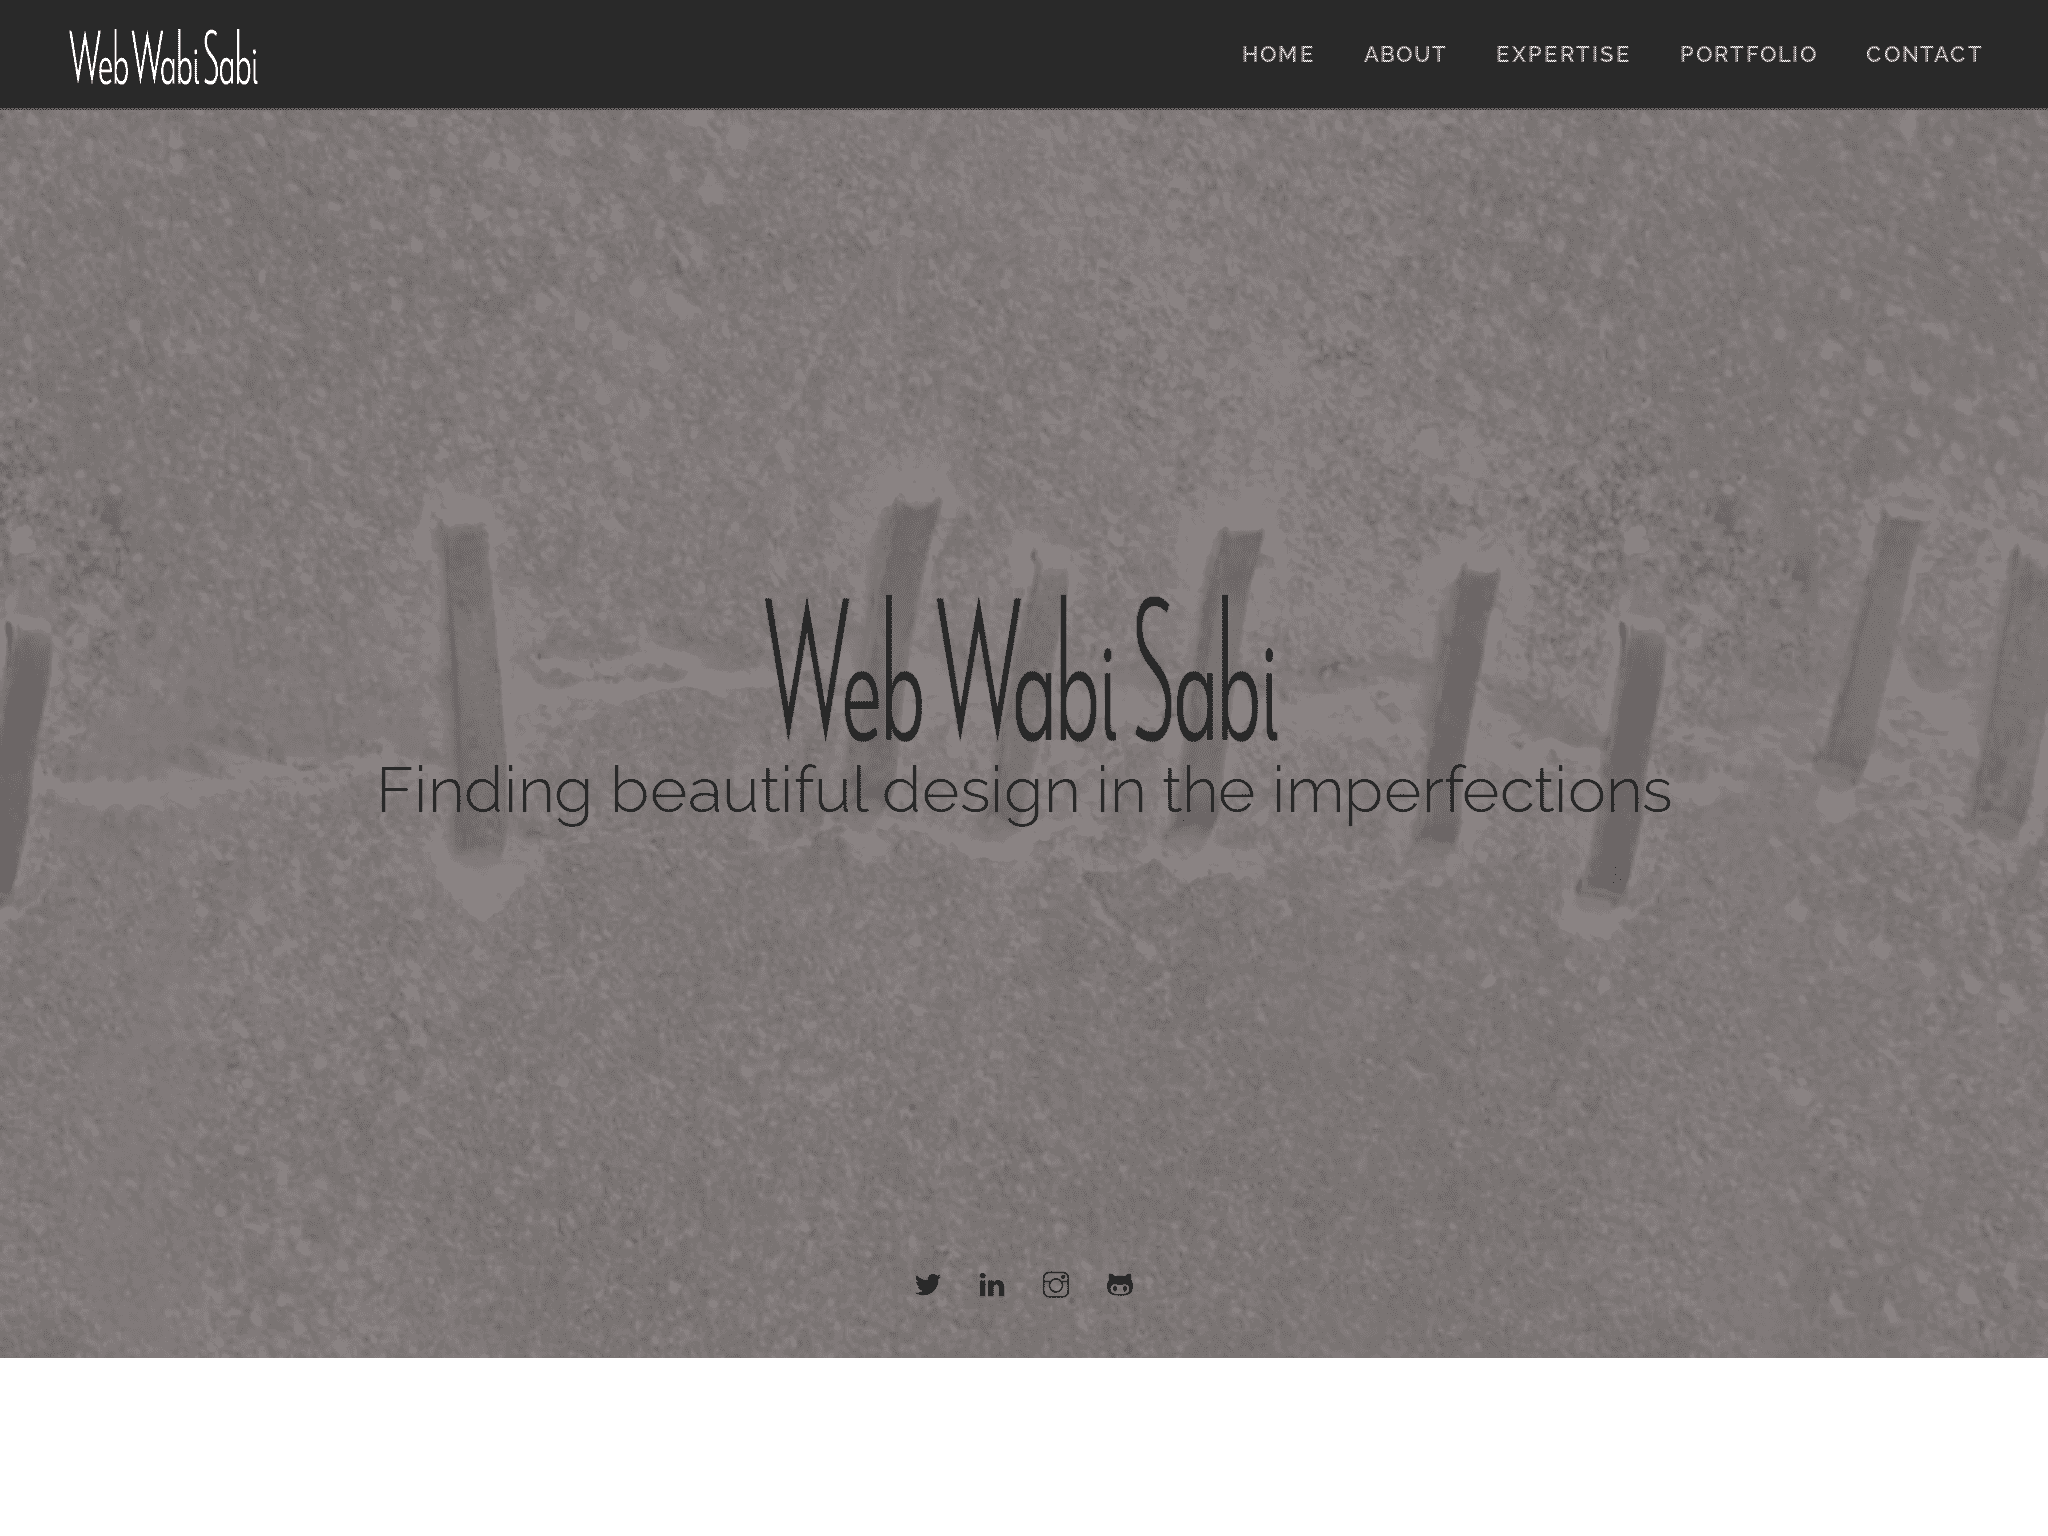 Web Wabi Sabi
HOME ABOUT EXPERTISE PORTFOLIO CONTACT
Web Wabi Sabi
Finding beautiful design in the imperfections